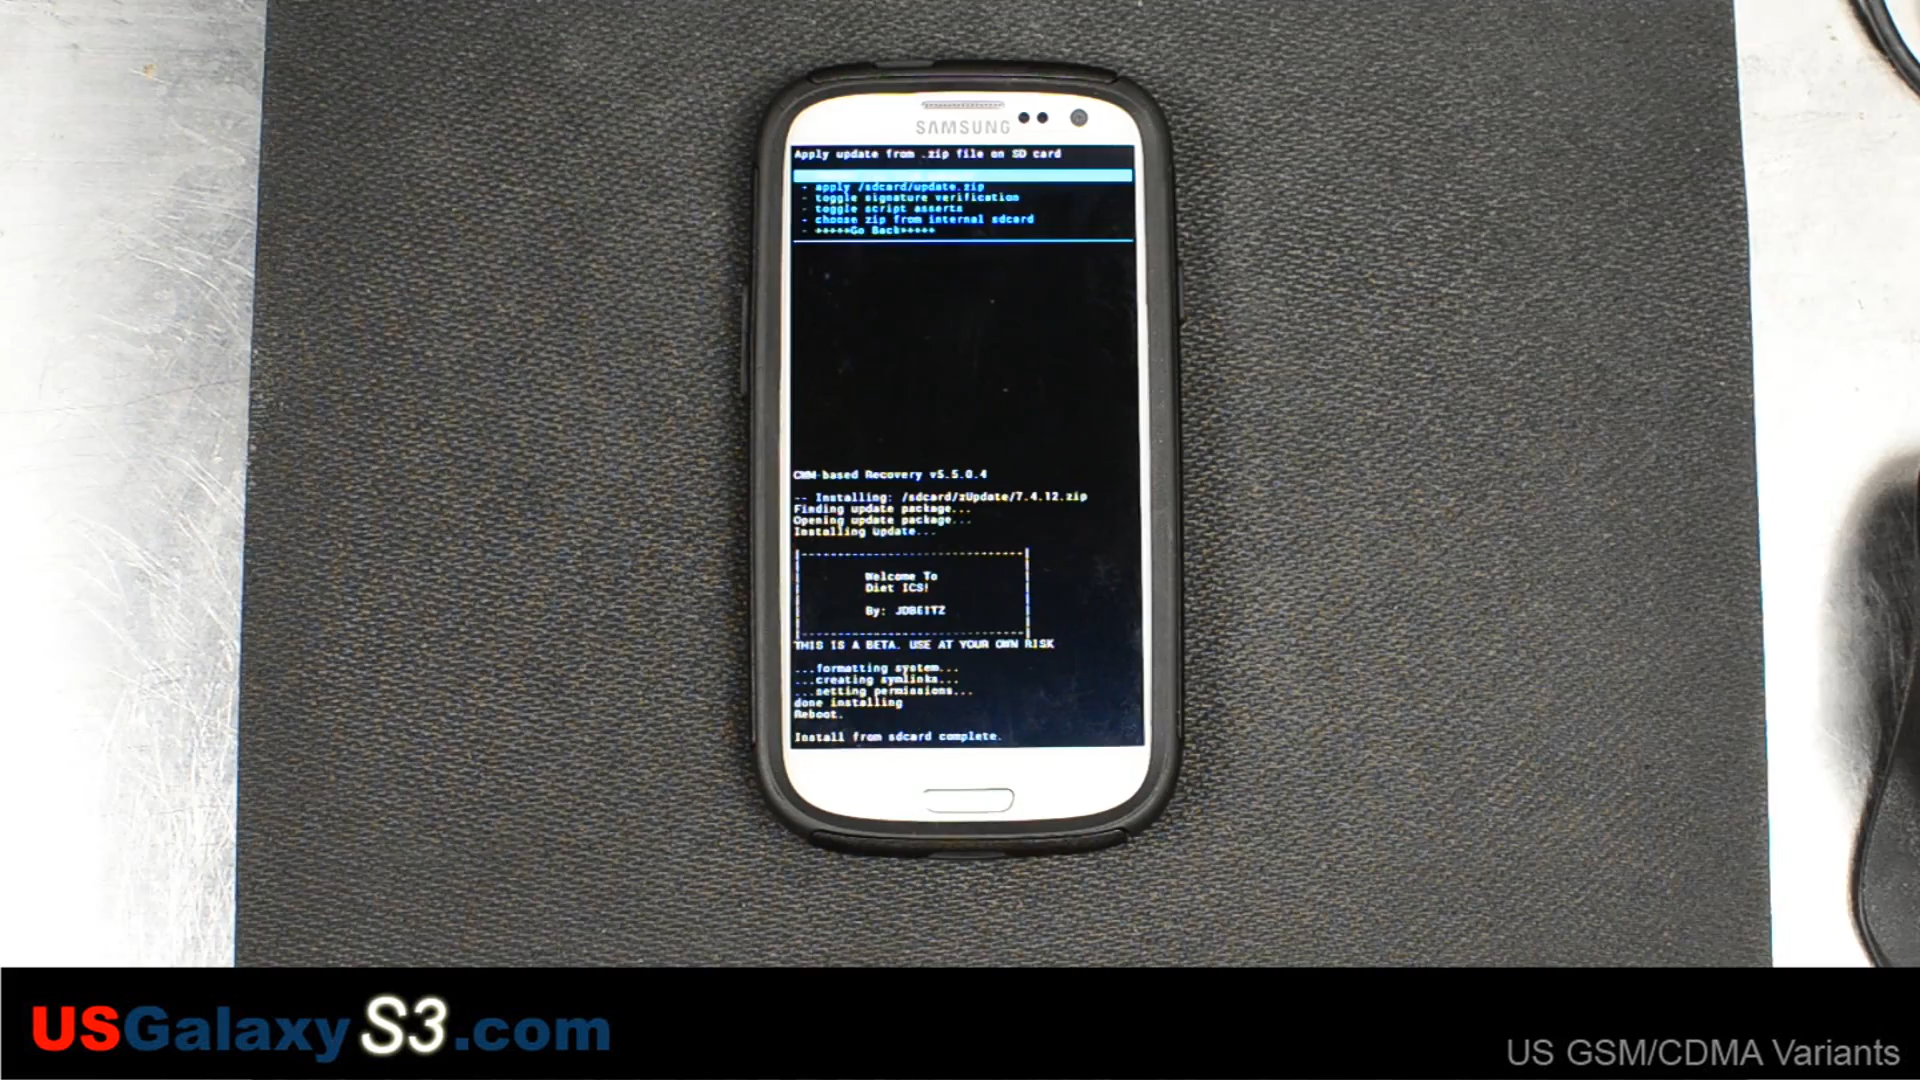 SAMSUNG
Apply update from .zip file on SD card
- apply /sdcard/update.zip
- toggle signature verification
- toggle script asserts
- choose zip from internal sdcard
- +++++Go Back+++++
CWM-based Recovery v5.5.0.4
-- Installing: /sdcard/zUpdate/7.4.12.zip
Finding update package...
Opening update package...
Installing update...
Welcome To
Diet ICS!
By: JDBEITZ
THIS IS A BETA. USE AT YOUR OWN RISK
...formatting system...
...creating symlinks...
...setting permissions...
done installing
Reboot.
Install from sdcard complete.
USGalaxyS3.com
US GSM/CDMA Variants